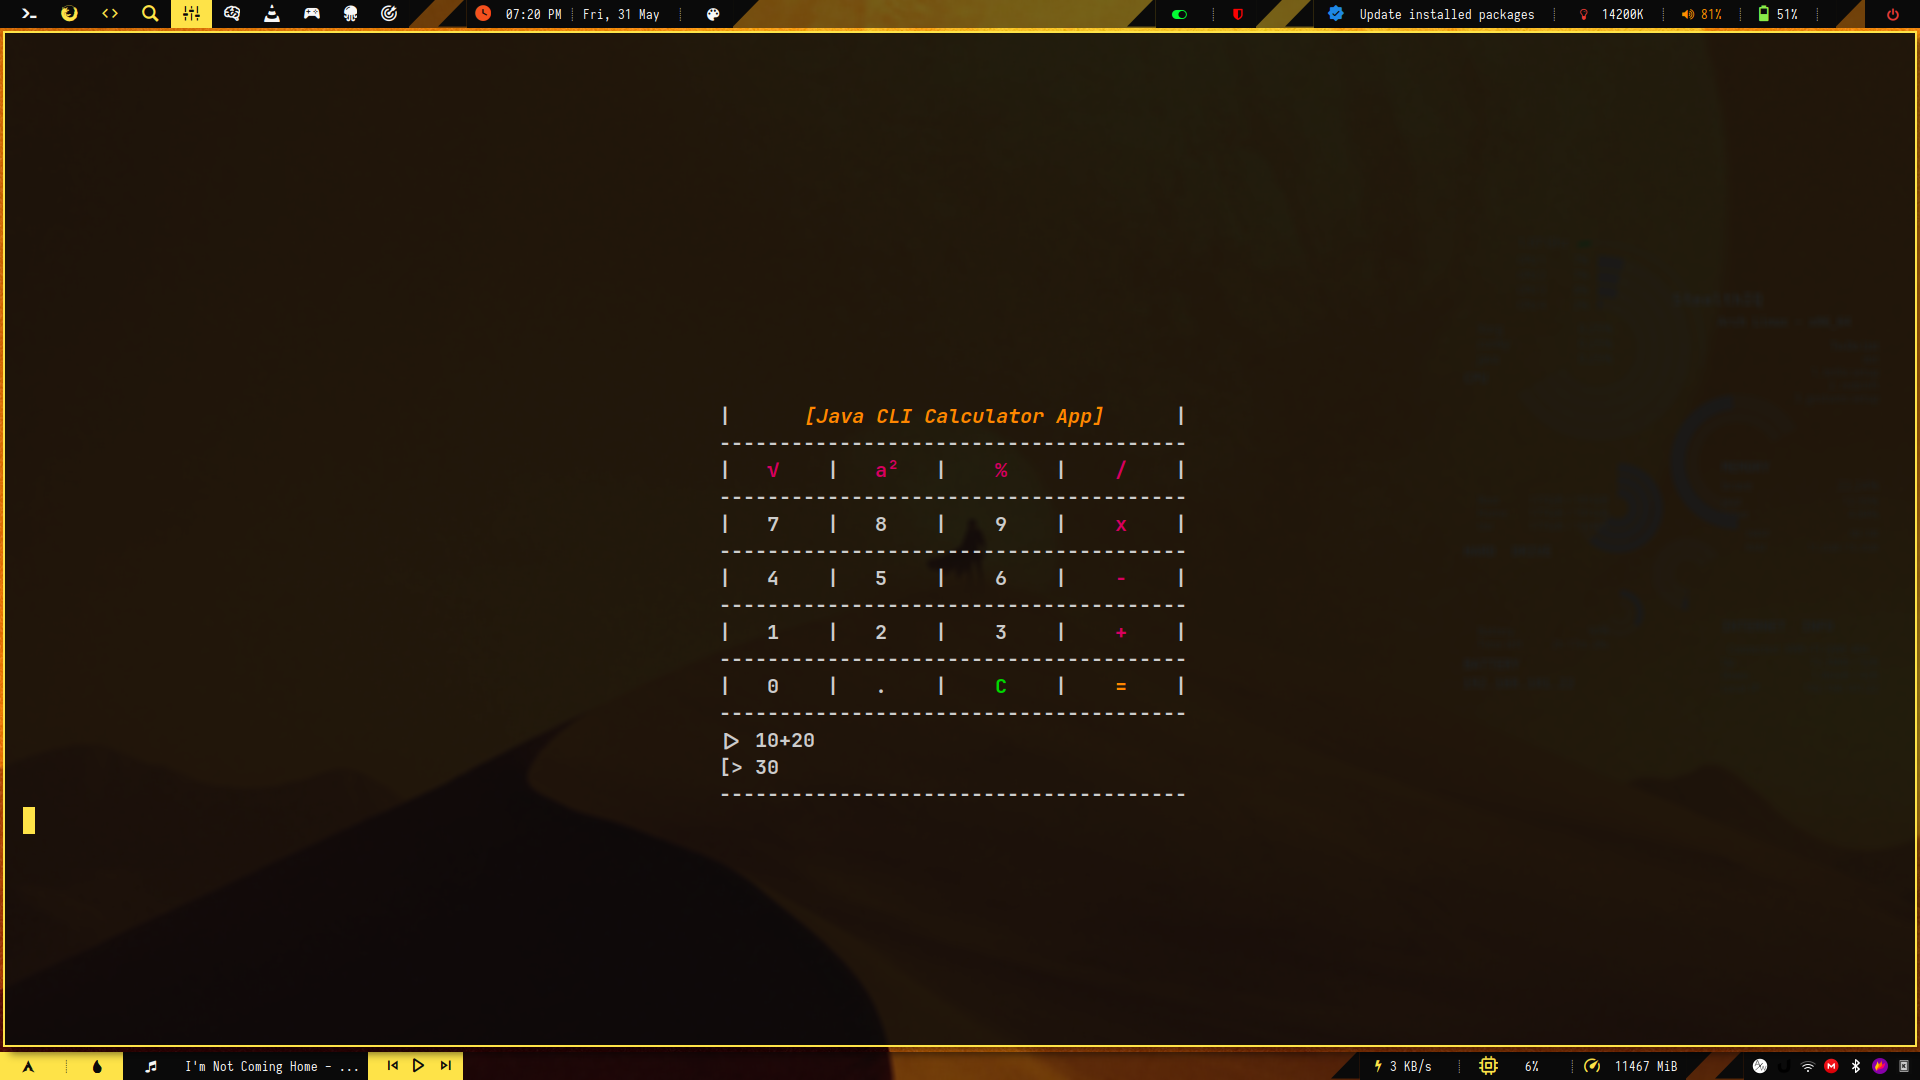 07:20 PM Fri, 31 May Update installed packages 14200K 81% 51%
| [Java CLI Calculator App] |
---------------------------------------
| √ | a² | % | / |
---------------------------------------
| 7 | 8 | 9 | x |
---------------------------------------
| 4 | 5 | 6 | - |
---------------------------------------
| 1 | 2 | 3 | + |
---------------------------------------
| 0 | . | C | = |
---------------------------------------
▷ 10+20
[> 30
---------------------------------------
I'm Not Coming Home - ... 3 KB/s 6% 11467 MiB